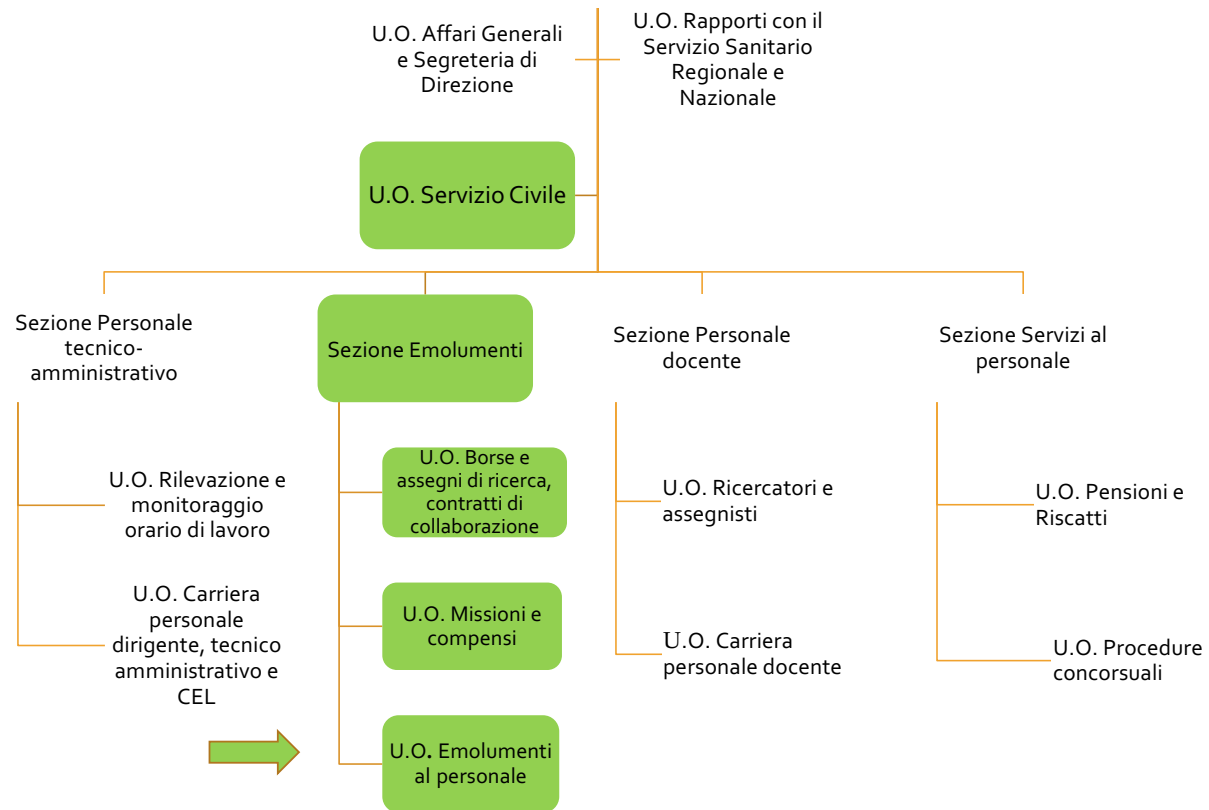 U.O. Affari Generali
e Segreteria di
Direzione
U.O. Rapporti con il
Servizio Sanitario
Regionale e
Nazionale
U.O. Servizio Civile
Sezione Personale
tecnico-
amministrativo
Sezione Emolumenti
Sezione Personale
docente
Sezione Servizi al
personale
U.O. Rilevazione e
monitoraggio
orario di lavoro
U.O. Borse e
assegni di ricerca,
contratti di
collaborazione
U.O. Ricercatori e
assegnisti
U.O. Pensioni e
Riscatti
U.O. Carriera
personale
dirigente, tecnico
amministrativo e
CEL
U.O. Missioni e
compensi
U.O. Carriera
personale docente
U.O. Procedure
concorsuali
U.O. Emolumenti
al personale